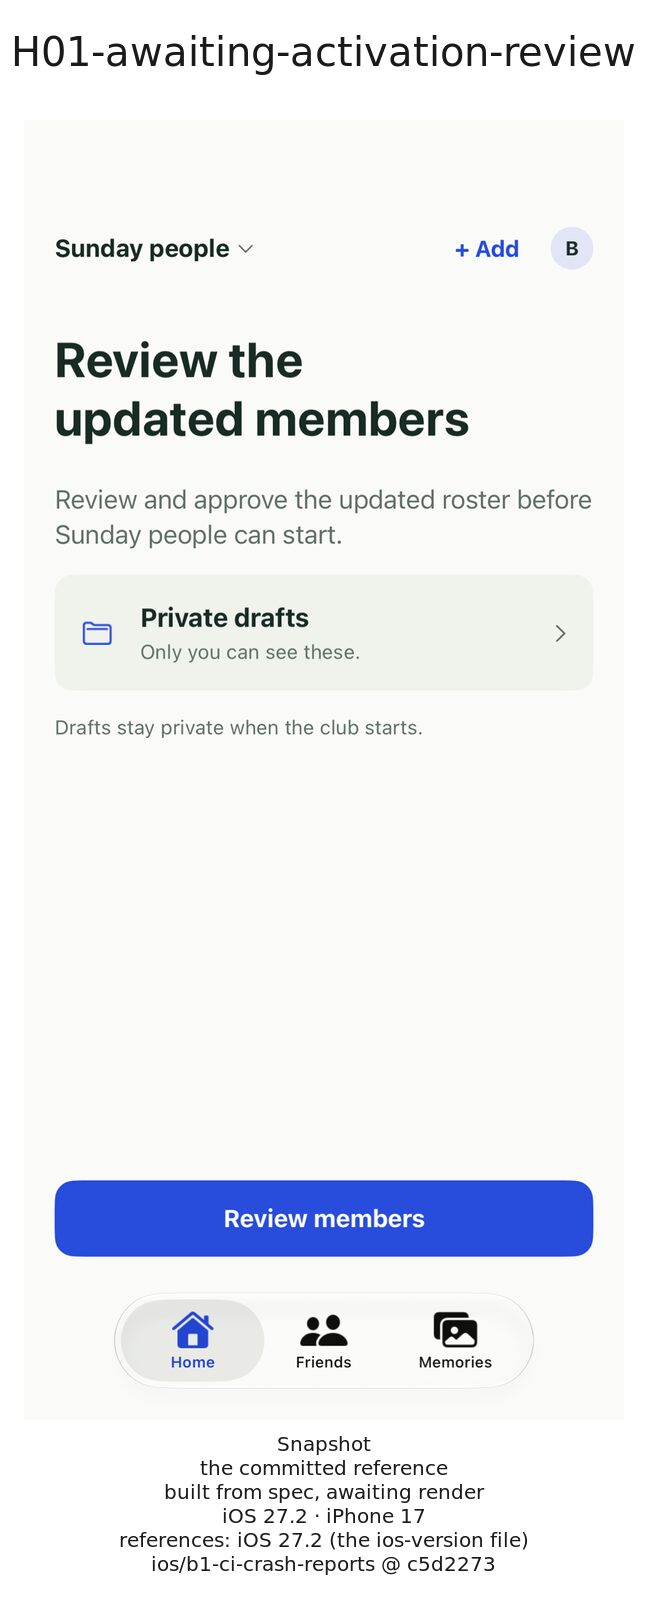 H01-awaiting-activation-review
Sunday people
+ Add
B
Review the
updated members
Review and approve the updated roster before
Sunday people can start.
Private drafts
Only you can see these.
Drafts stay private when the club starts.
Review members
Home
Friends
Memories
Snapshot
the committed reference
built from spec, awaiting render
iOS 27.2 · iPhone 17
references: iOS 27.2 (the ios-version file)
ios/b1-ci-crash-reports @ c5d2273